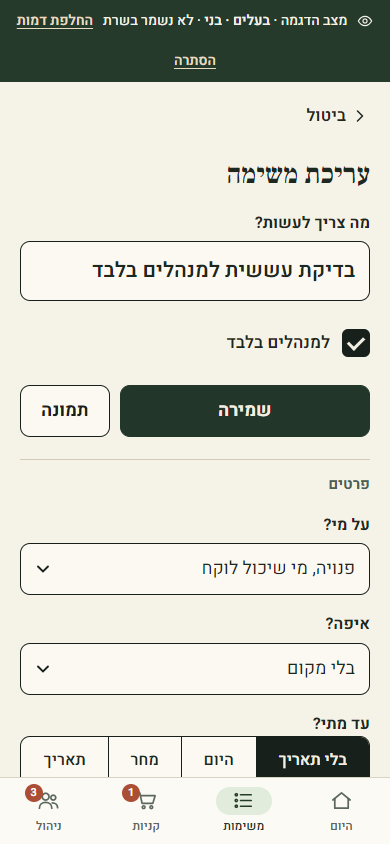 מצב הדגמה · בעלים · בני · לא נשמר בשרת החלפת דמות
הסתרה
ביטול
עריכת משימה
מה צריך לעשות?
בדיקת עששית למנהלים בלבד
למנהלים בלבד
שמירה
תמונה
פרטים
על מי?
פנויה, מי שיכול לוקח
איפה?
בלי מקום
עד מתי?
בלי תאריך
היום
מחר
תאריך
היום
משימות
1
קניות
3
ניהול